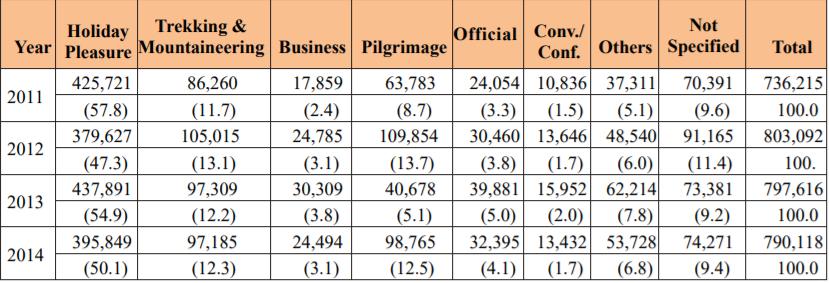 Year Holiday Pleasure Trekking & Mountaineering Business Pilgrimage Official Conv./ Conf. Others Not Specified Total
2011 425,721 86,260 17,859 63,783 24,054 10,836 37,311 70,391 736,215
(57.8) (11.7) (2.4) (8.7) (3.3) (1.5) (5.1) (9.6) 100.0
2012 379,627 105,015 24,785 109,854 30,460 13,646 48,540 91,165 803,092
(47.3) (13.1) (3.1) (13.7) (3.8) (1.7) (6.0) (11.4) 100.
2013 437,891 97,309 30,309 40,678 39,881 15,952 62,214 73,381 797,616
(54.9) (12.2) (3.8) (5.1) (5.0) (2.0) (7.8) (9.2) 100.0
2014 395,849 97,185 24,494 98,765 32,395 13,432 53,728 74,271 790,118
(50.1) (12.3) (3.1) (12.5) (4.1) (1.7) (6.8) (9.4) 100.0